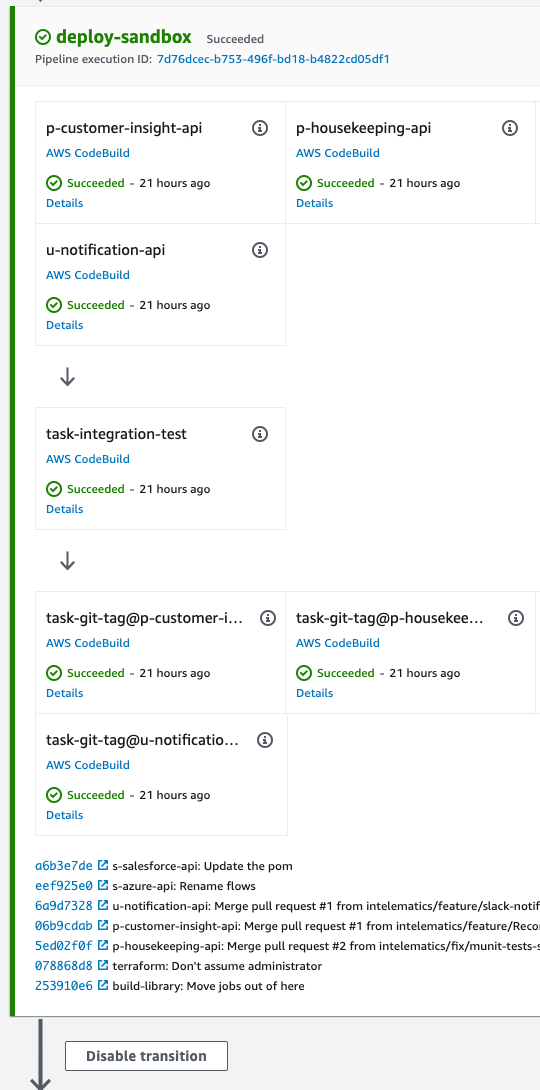 deploy-sandbox Succeeded
Pipeline execution ID: 7d76dcec-b753-496f-bd18-b4822cd05df1
p-customer-insight-api
AWS CodeBuild
Succeeded - 21 hours ago
Details
p-housekeeping-api
AWS CodeBuild
Succeeded - 21 hours ago
Details
u-notification-api
AWS CodeBuild
Succeeded - 21 hours ago
Details
task-integration-test
AWS CodeBuild
Succeeded - 21 hours ago
Details
task-git-tag@p-customer-i...
AWS CodeBuild
Succeeded - 21 hours ago
Details
task-git-tag@p-housekee...
AWS CodeBuild
Succeeded - 21 hours ago
Details
task-git-tag@u-notificatio...
AWS CodeBuild
Succeeded - 21 hours ago
Details
a6b3e7de s-salesforce-api: Update the pom
eef925e0 s-azure-api: Rename flows
6a9d7328 u-notification-api: Merge pull request #1 from intelematics/feature/slack-notif
06b9cdab p-customer-insight-api: Merge pull request #1 from intelematics/feature/Reco
5ed02f0f p-housekeeping-api: Merge pull request #2 from intelematics/fix/munit-tests-s
078868d8 terraform: Don't assume administrator
253910e6 build-library: Move jobs out of here
Disable transition